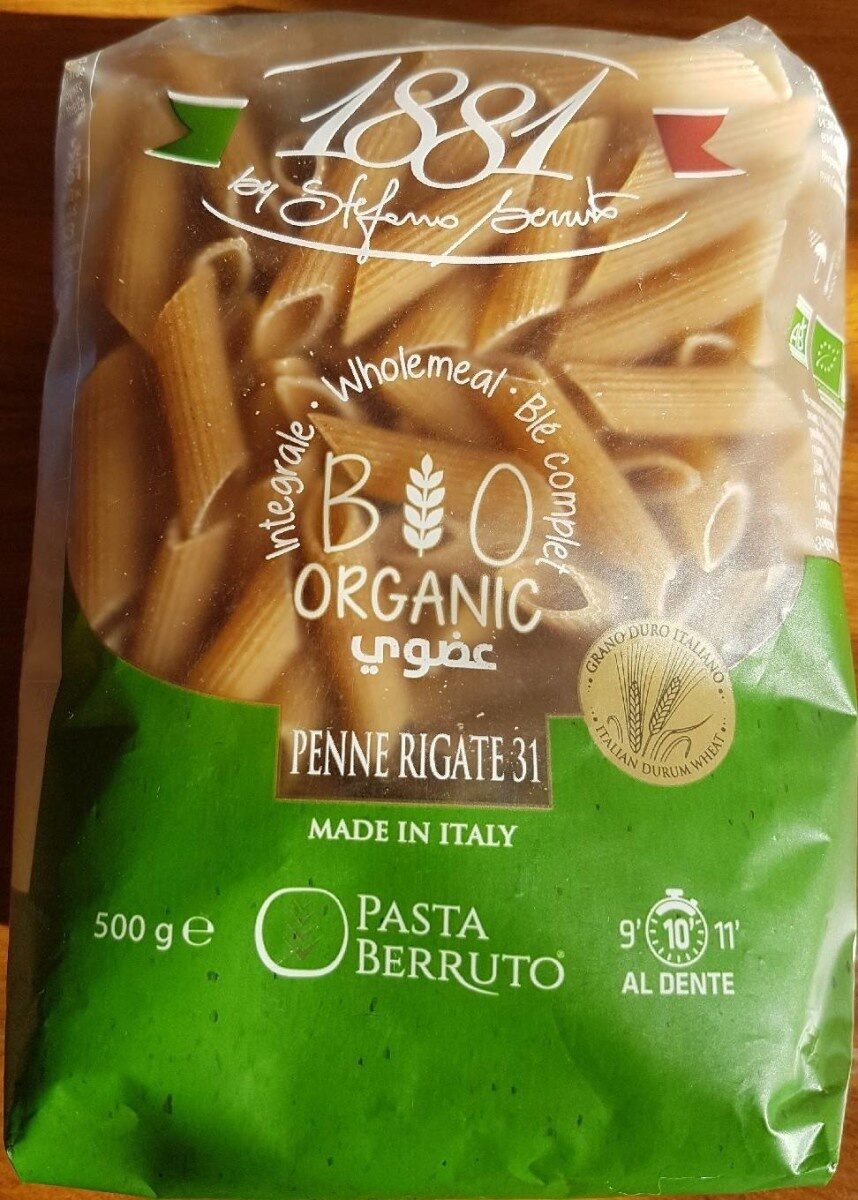 1881
by Stefano Berruto
Integrale · Wholemeal · Blé complet
BIO
ORGANIC
عضوي
GRANO DURO ITALIANO
ITALIAN DURUM WHEAT
PENNE RIGATE 31
MADE IN ITALY
500 g e
PASTA
BERRUTO®
9' 10' 11'
AL DENTE